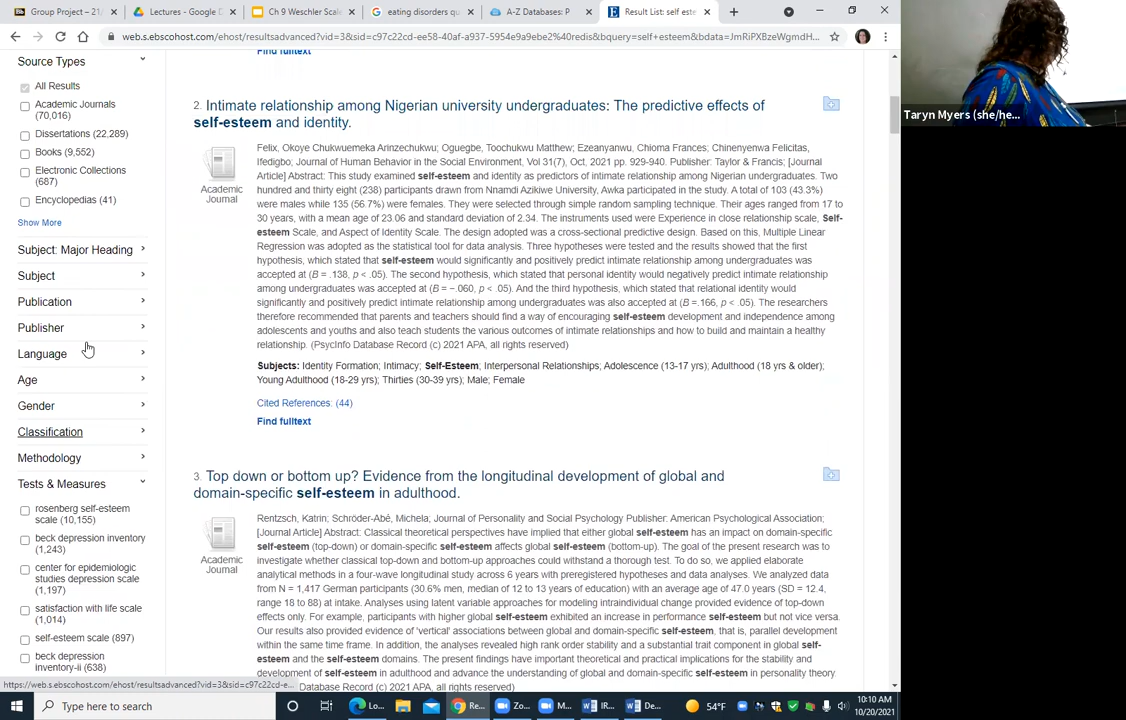 Group Project – 21/
Lectures - Google D
Ch 9 Weschler Scale
eating disorders qu
A-Z Databases: P
Result List: self este
web.s.ebscohost.com/ehost/resultsadvanced?vid=3&sid=c97c22cd-ee58-40af-a937-5954e9a9ebe2%40redis&bquery=self+esteem&bdata=JmRiPXBzeWgmdH...
Source Types
All Results
Academic Journals
(70,016)
Dissertations (22,289)
Books (9,552)
Electronic Collections
(687)
Encyclopedias (41)
Show More
Subject: Major Heading
Subject
Publication
Publisher
Language
Age
Gender
Classification
Methodology
Tests & Measures
rosenberg self-esteem
scale (10,155)
beck depression inventory
(1,243)
center for epidemiologic
studies depression scale
(1,197)
satisfaction with life scale
(1,014)
self-esteem scale (897)
beck depression
inventory-ii (638)
Find fulltext
2. Intimate relationship among Nigerian university undergraduates: The predictive effects of
self-esteem and identity.
Academic
Journal
Felix, Okoye Chukwuemeka Arinzechukwu; Oguegbe, Toochukwu Matthew; Ezeanyanwu, Chioma Frances; Chinenyenwa Felicitas,
Ifedigbo; Journal of Human Behavior in the Social Environment, Vol 31(7), Oct, 2021 pp. 929-940. Publisher: Taylor & Francis; [Journal
Article] Abstract: This study examined self-esteem and identity as predictors of intimate relationship among Nigerian undergraduates. Two
hundred and thirty eight (238) participants drawn from Nnamdi Azikiwe University, Awka participated in the study. A total of 103 (43.3%)
were males while 135 (56.7%) were females. They were selected through simple random sampling technique. Their ages ranged from 17 to
30 years, with a mean age of 23.06 and standard deviation of 2.34. The instruments used were Experience in close relationship scale, Self-
esteem Scale, and Aspect of Identity Scale. The design adopted was a cross-sectional predictive design. Based on this, Multiple Linear
Regression was adopted as the statistical tool for data analysis. Three hypotheses were tested and the results showed that the first
hypothesis, which stated that self-esteem would significantly and positively predict intimate relationship among undergraduates was
accepted at (B = .138, p < .05). The second hypothesis, which stated that personal identity would negatively predict intimate relationship
among undergraduates was accepted at (B = −.060, p < .05). And the third hypothesis, which stated that relational identity would
significantly and positively predict intimate relationship among undergraduates was also accepted at (B =.166, p < .05). The researchers
therefore recommended that parents and teachers should find a way of encouraging self-esteem development and independence among
adolescents and youths and also teach students the various outcomes of intimate relationships and how to build and maintain a healthy
relationship. (PsycInfo Database Record (c) 2021 APA, all rights reserved)
Subjects: Identity Formation; Intimacy; Self-Esteem; Interpersonal Relationships; Adolescence (13-17 yrs); Adulthood (18 yrs & older);
Young Adulthood (18-29 yrs); Thirties (30-39 yrs); Male; Female
Cited References: (44)
Find fulltext
3. Top down or bottom up? Evidence from the longitudinal development of global and
domain-specific self-esteem in adulthood.
Academic
Journal
Rentzsch, Katrin; Schröder-Abé, Michela; Journal of Personality and Social Psychology Publisher: American Psychological Association;
[Journal Article] Abstract: Classical theoretical perspectives have implied that either global self-esteem has an impact on domain-specific
self-esteem (top-down) or domain-specific self-esteem affects global self-esteem (bottom-up). The goal of the present research was to
investigate whether classical top-down and bottom-up approaches could withstand a thorough test. To do so, we applied elaborate
analytical methods in a four-wave longitudinal study across 6 years with preregistered hypotheses and data analyses. We analyzed data
from N = 1,417 German participants (30.6% men, median of 12 to 13 years of education) with an average age of 47.0 years (SD = 12.4,
range 18 to 88) at intake. Analyses using latent variable approaches for modeling intraindividual change provided evidence of top-down
effects only. For example, participants with higher global self-esteem exhibited an increase in performance self-esteem but not vice versa.
Our results also provided evidence of 'vertical' associations between global and domain-specific self-esteem, that is, parallel development
within the same time frame. In addition, the analyses revealed high rank order stability and a substantial trait component in global self-
esteem and the self-esteem domains. The present findings have important theoretical and practical implications for the stability and
development of self-esteem in adulthood and advance the understanding of global and domain-specific self-esteem in personality theory.
Database Record (c) 2021 APA, all rights reserved)
https://web.s.ebscohost.com/ehost/resultsadvanced?vid=3&sid=c97c22cd-e...
Taryn Myers (she/he...
Type here to search
Lo...
Re...
Zo...
M...
IR...
De...
54°F
10:10 AM
10/20/2021